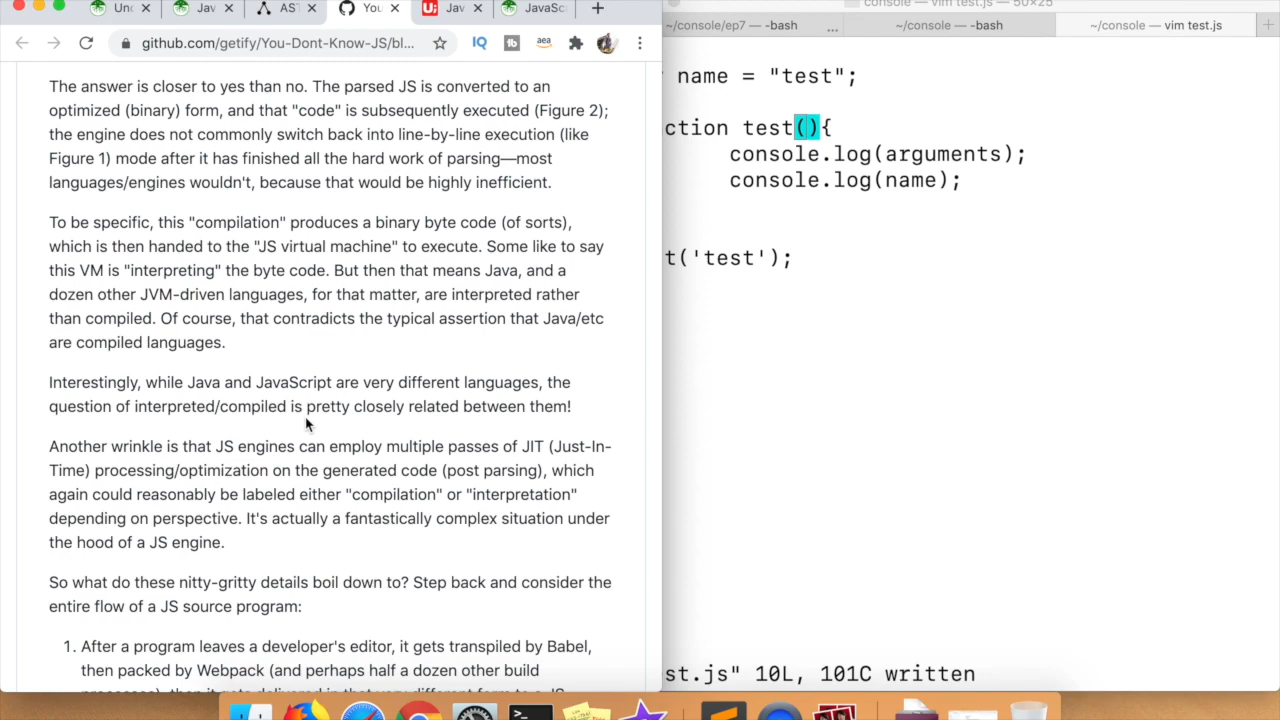 Unc
Jav
AST
You
Jav
JavaSc
github.com/getify/You-Dont-Know-JS/bl...
The answer is closer to yes than no. The parsed JS is converted to an
optimized (binary) form, and that "code" is subsequently executed (Figure 2);
the engine does not commonly switch back into line-by-line execution (like
Figure 1) mode after it has finished all the hard work of parsing—most
languages/engines wouldn't, because that would be highly inefficient.
To be specific, this "compilation" produces a binary byte code (of sorts),
which is then handed to the "JS virtual machine" to execute. Some like to say
this VM is "interpreting" the byte code. But then that means Java, and a
dozen other JVM-driven languages, for that matter, are interpreted rather
than compiled. Of course, that contradicts the typical assertion that Java/etc
are compiled languages.
Interestingly, while Java and JavaScript are very different languages, the
question of interpreted/compiled is pretty closely related between them!
Another wrinkle is that JS engines can employ multiple passes of JIT (Just-In-
Time) processing/optimization on the generated code (post parsing), which
again could reasonably be labeled either "compilation" or "interpretation"
depending on perspective. It's actually a fantastically complex situation under
the hood of a JS engine.
So what do these nitty-gritty details boil down to? Step back and consider the
entire flow of a JS source program:
1. After a program leaves a developer's editor, it gets transpiled by Babel,
then packed by Webpack (and perhaps half a dozen other build
console — vim test.js — 50×25
~/console/ep7 — -bash
...
~/console — -bash
~/console — vim test.js
name = "test";
ction test(){
console.log(arguments);
console.log(name);
t('test');
st.js" 10L, 101C written